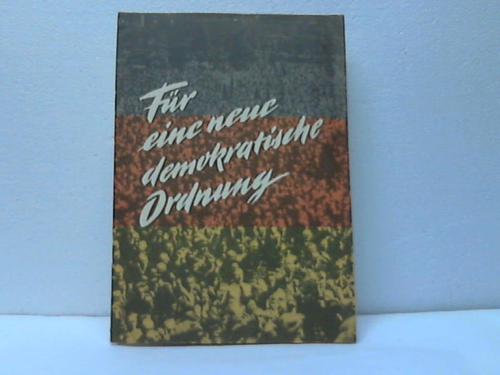 Für
eine neue
demokratische
Ordnung